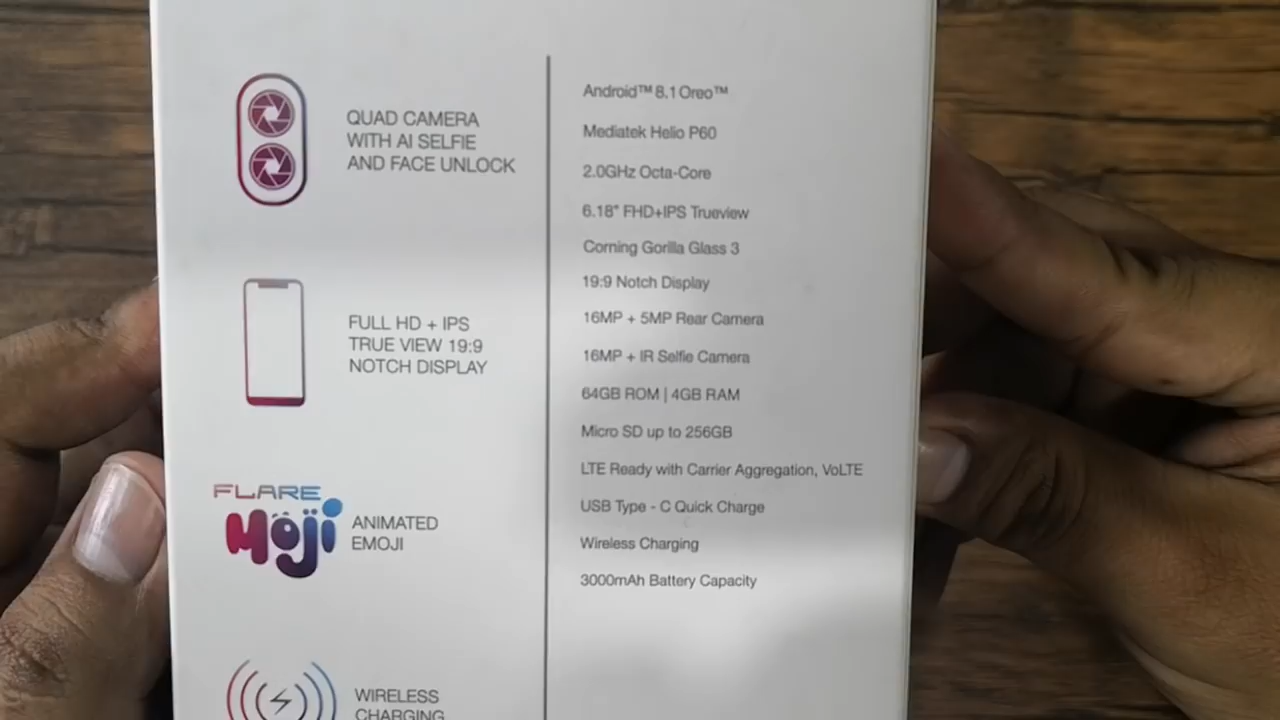 QUAD CAMERA
WITH AI SELFIE
AND FACE UNLOCK
FULL HD + IPS
TRUE VIEW 19:9
NOTCH DISPLAY
FLARE
Moji
ANIMATED
EMOJI
WIRELESS
CHARGING
Android™ 8.1 Oreo™
Mediatek Helio P60
2.0GHz Octa-Core
6.18" FHD+IPS Trueview
Corning Gorilla Glass 3
19:9 Notch Display
16MP + 5MP Rear Camera
16MP + IR Selfie Camera
64GB ROM | 4GB RAM
Micro SD up to 256GB
LTE Ready with Carrier Aggregation, VoLTE
USB Type - C Quick Charge
Wireless Charging
3000mAh Battery Capacity